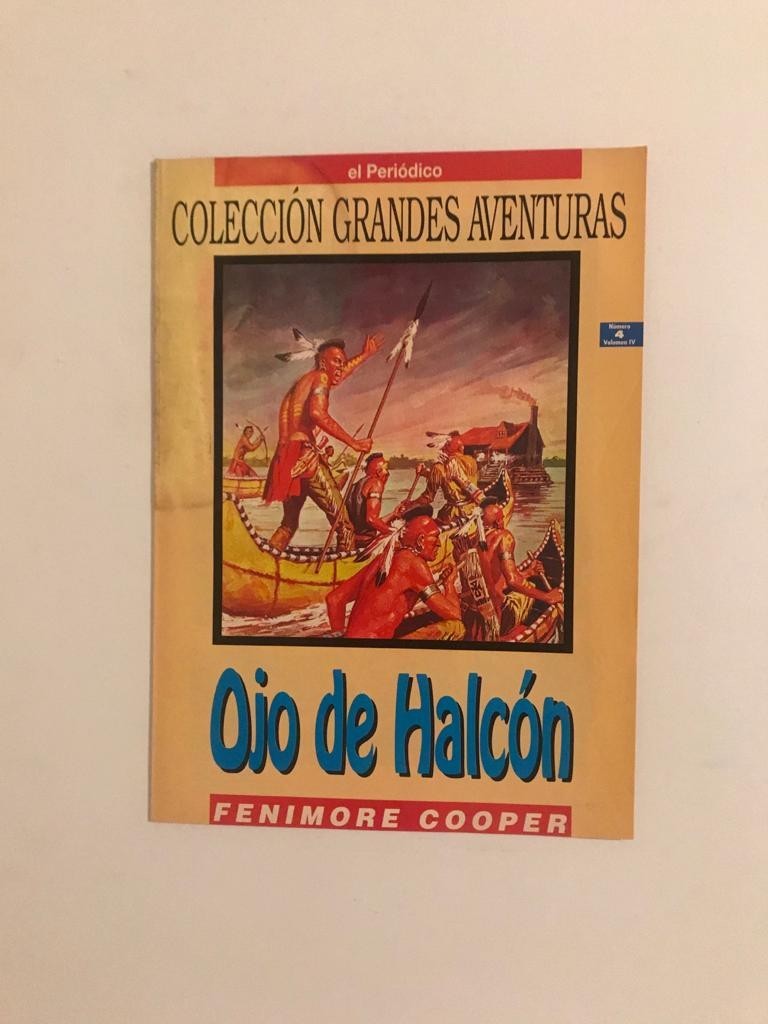 el Periódico
COLECCIÓN GRANDES AVENTURAS
Número
4
Volumen IV
Ojo de Halcón
FENIMORE COOPER